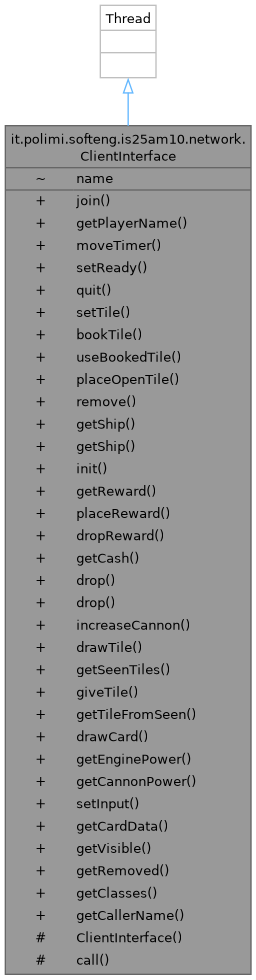 Thread
it.polimi.softeng.is25am10.network.
ClientInterface
~ name
+ join()
+ getPlayerName()
+ moveTimer()
+ setReady()
+ quit()
+ setTile()
+ bookTile()
+ useBookedTile()
+ placeOpenTile()
+ remove()
+ getShip()
+ getShip()
+ init()
+ getReward()
+ placeReward()
+ dropReward()
+ getCash()
+ drop()
+ drop()
+ increaseCannon()
+ drawTile()
+ getSeenTiles()
+ giveTile()
+ getTileFromSeen()
+ drawCard()
+ getEnginePower()
+ getCannonPower()
+ setInput()
+ getCardData()
+ getVisible()
+ getRemoved()
+ getClasses()
+ getCallerName()
# ClientInterface()
# call()